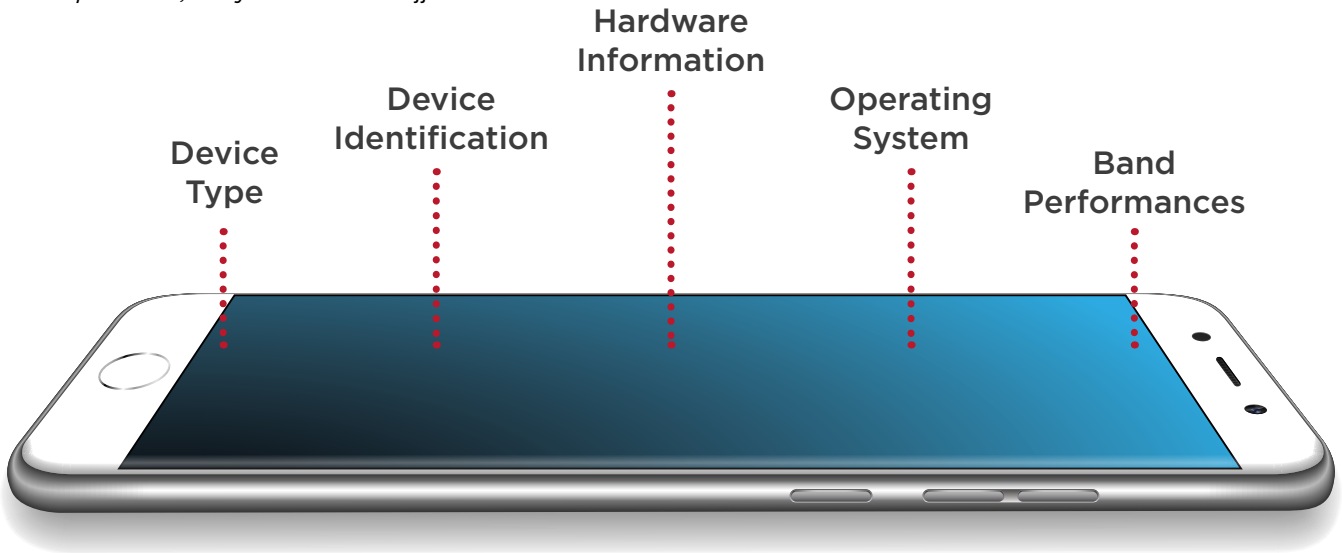 Hardware
Information
Device
Identification
Operating
System
Device
Type
Band
Performances